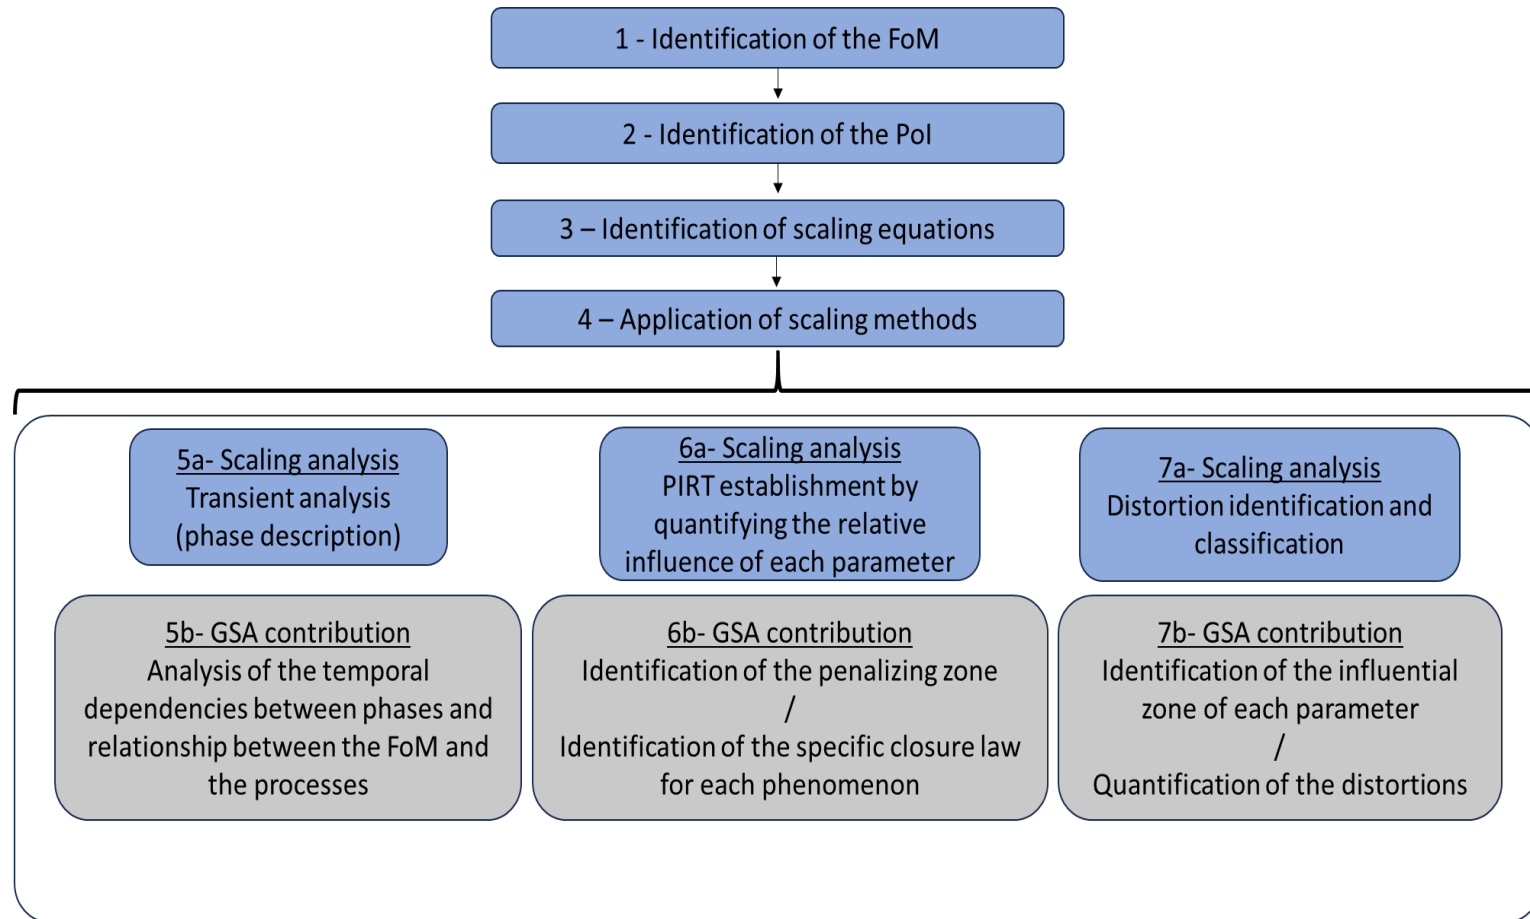 1 - Identification of the FoM
2 - Identification of the PoI
3 – Identification of scaling equations
4 – Application of scaling methods
5a- Scaling analysis
Transient analysis
(phase description)
6a- Scaling analysis
PIRT establishment by
quantifying the relative
influence of each parameter
7a- Scaling analysis
Distortion identification and
classification
5b- GSA contribution
Analysis of the temporal
dependencies between phases and
relationship between the FoM and
the processes
6b- GSA contribution
Identification of the penalizing zone
/
Identification of the specific closure law
for each phenomenon
7b- GSA contribution
Identification of the influential
zone of each parameter
/
Quantification of the distortions